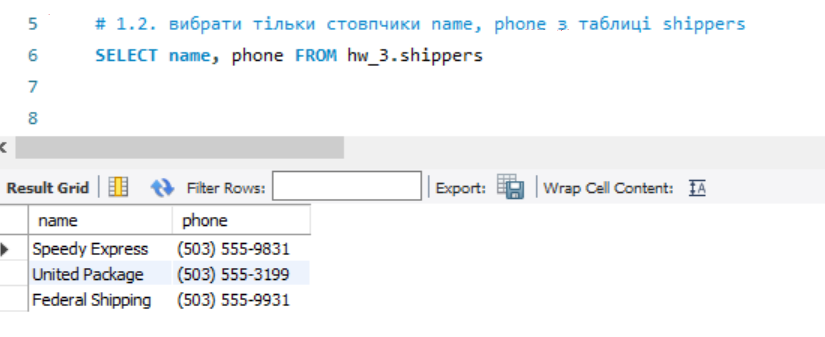 5 # 1.2. вибрати тільки стовпчики name, phone з таблиці shippers
6 SELECT name, phone FROM hw_3.shippers
7
8
Result Grid Filter Rows: Export: Wrap Cell Content:
name phone
Speedy Express (503) 555-9831
United Package (503) 555-3199
Federal Shipping (503) 555-9931